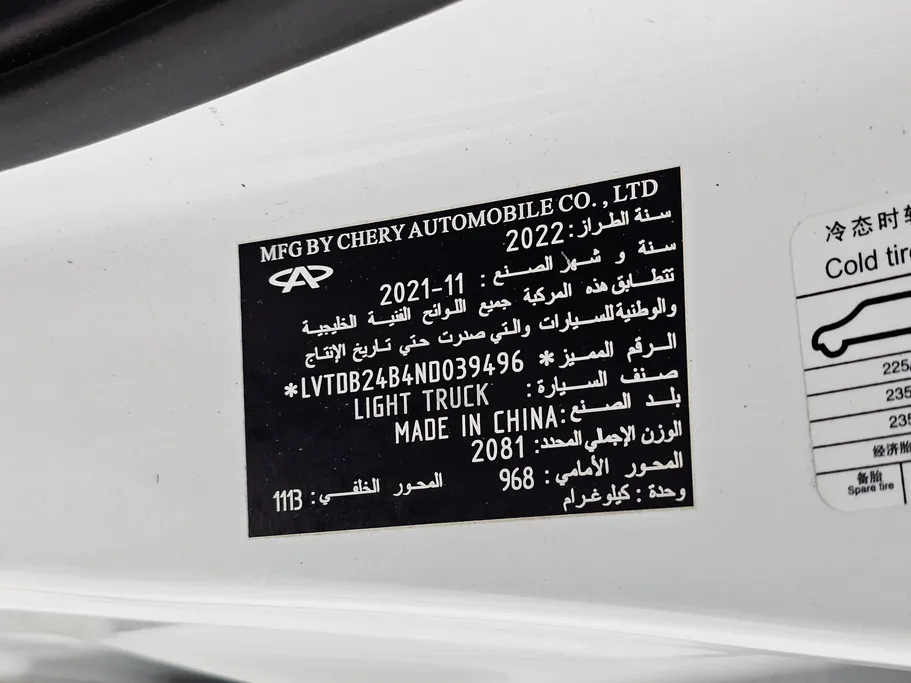 MFG BY CHERY AUTOMOBILE CO. , LTD
سنة الطراز: 2022
سنة و شهر الصنع : 2021-11
تتطابق هذه المركبة جميع اللوائح الفنية الخليجية
والوطنية للسيارات والتي صدرت حتي تاريخ الإنتاج
الرقم المميز* LVTDB24B4ND039496*
صنف السيارة: LIGHT TRUCK
بلد الصنع: MADE IN CHINA
الوزن الإجمالي المحدد: 2081
المحور الأمامي: 968 المحور الخلفي: 1113
وحدة : كيلوغرام
冷态时
Cold tire
225/
235
235
经济胎
备胎
Spare tire